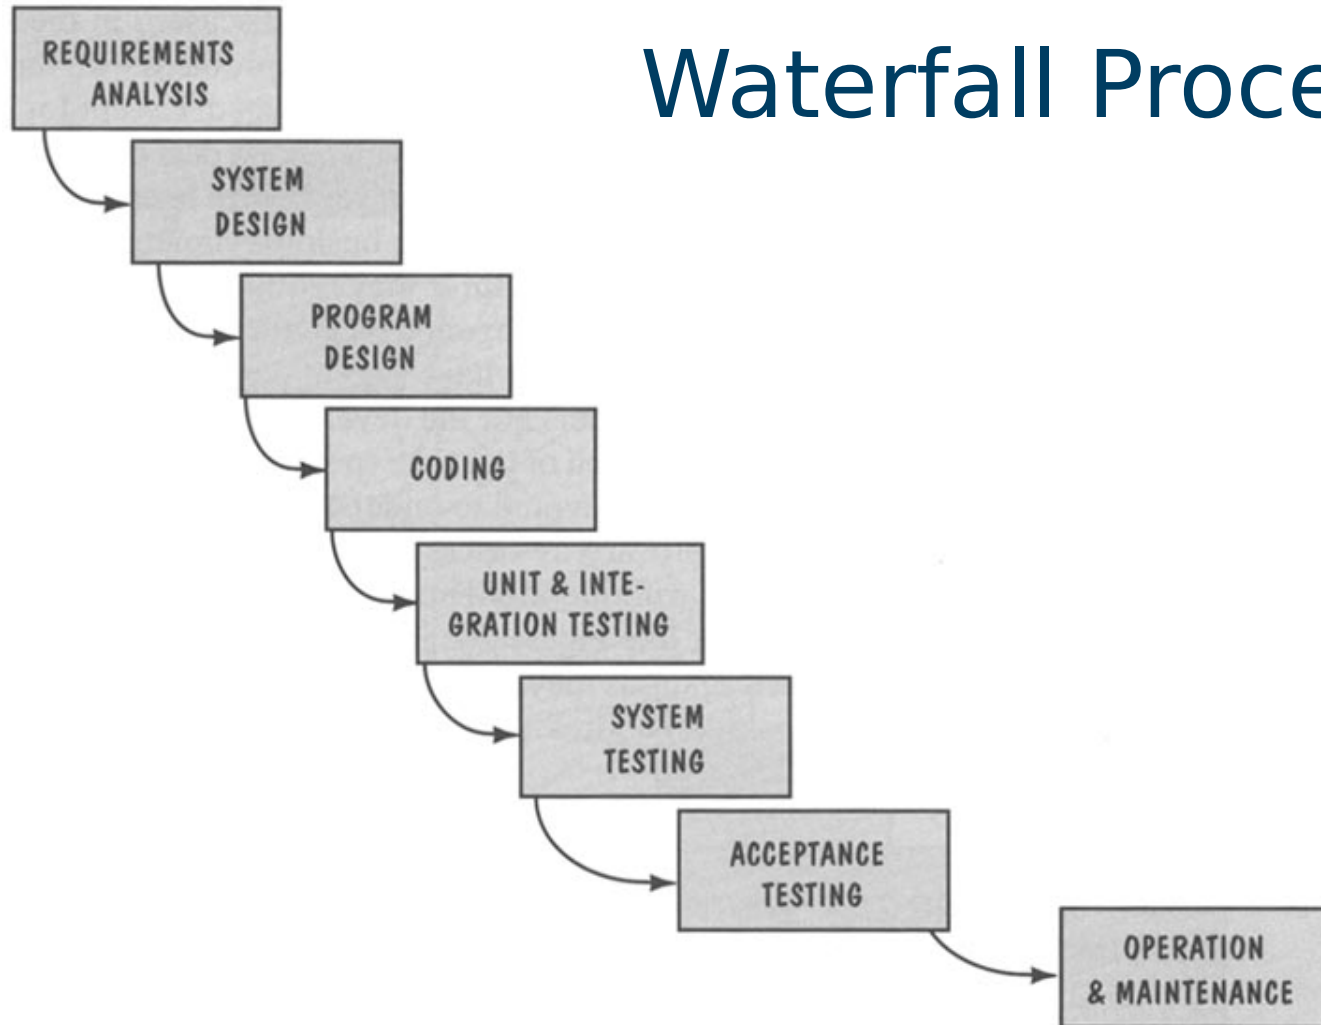 Waterfall Proce
REQUIREMENTS
ANALYSIS
SYSTEM
DESIGN
PROGRAM
DESIGN
CODING
UNIT & INTE-
GRATION TESTING
SYSTEM
TESTING
ACCEPTANCE
TESTING
OPERATION
& MAINTENANCE